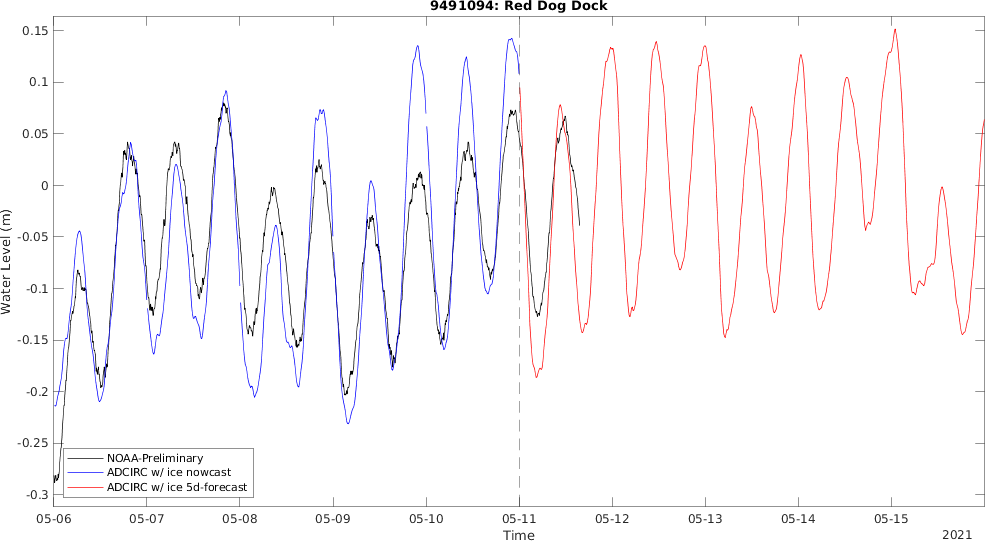 9491094: Red Dog Dock
0.15
0.1
0.05
0
-0.05
-0.1
-0.15
-0.2
-0.25
-0.3
Water Level (m)
NOAA-Preliminary
ADCIRC w/ ice nowcast
ADCIRC w/ ice 5d-forecast
05-06 05-07 05-08 05-09 05-10 05-11 05-12 05-13 05-14 05-15
Time
2021